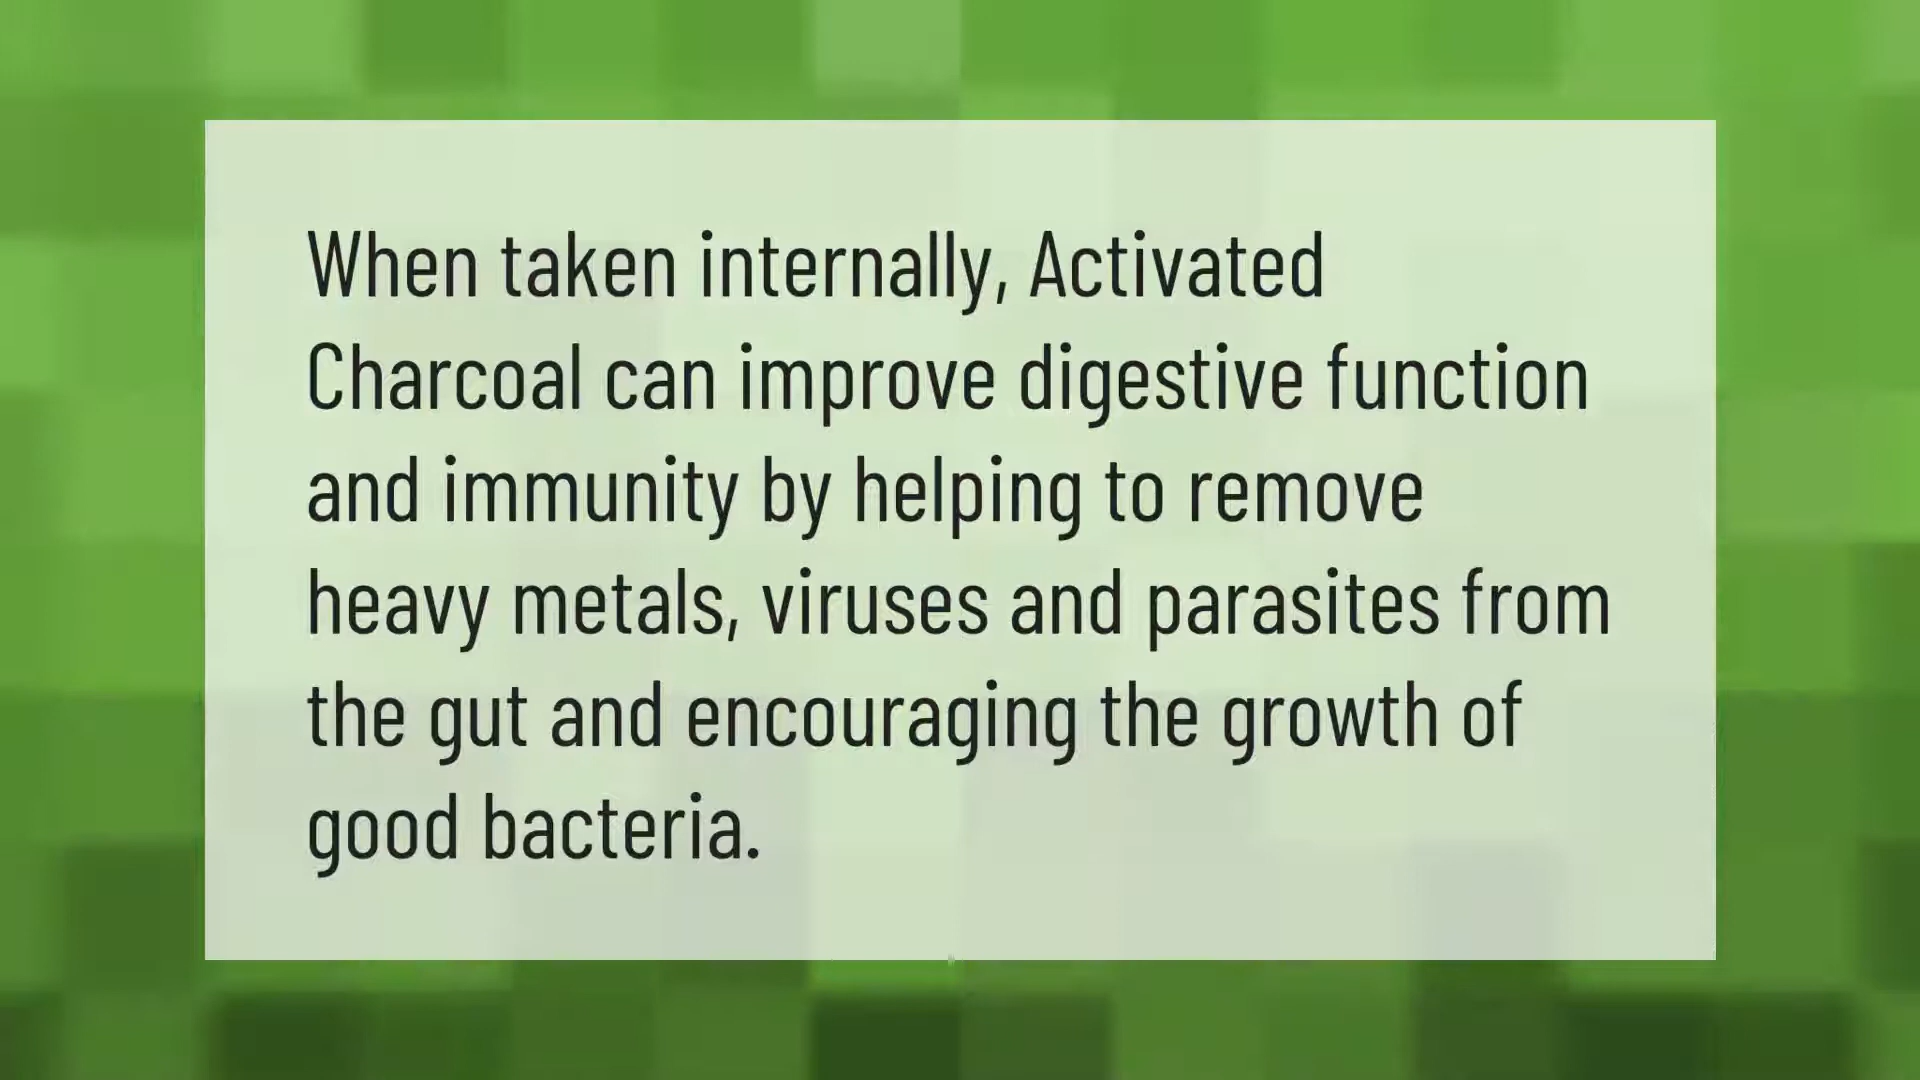 When taken internally, Activated
Charcoal can improve digestive function
and immunity by helping to remove
heavy metals, viruses and parasites from
the gut and encouraging the growth of
good bacteria.